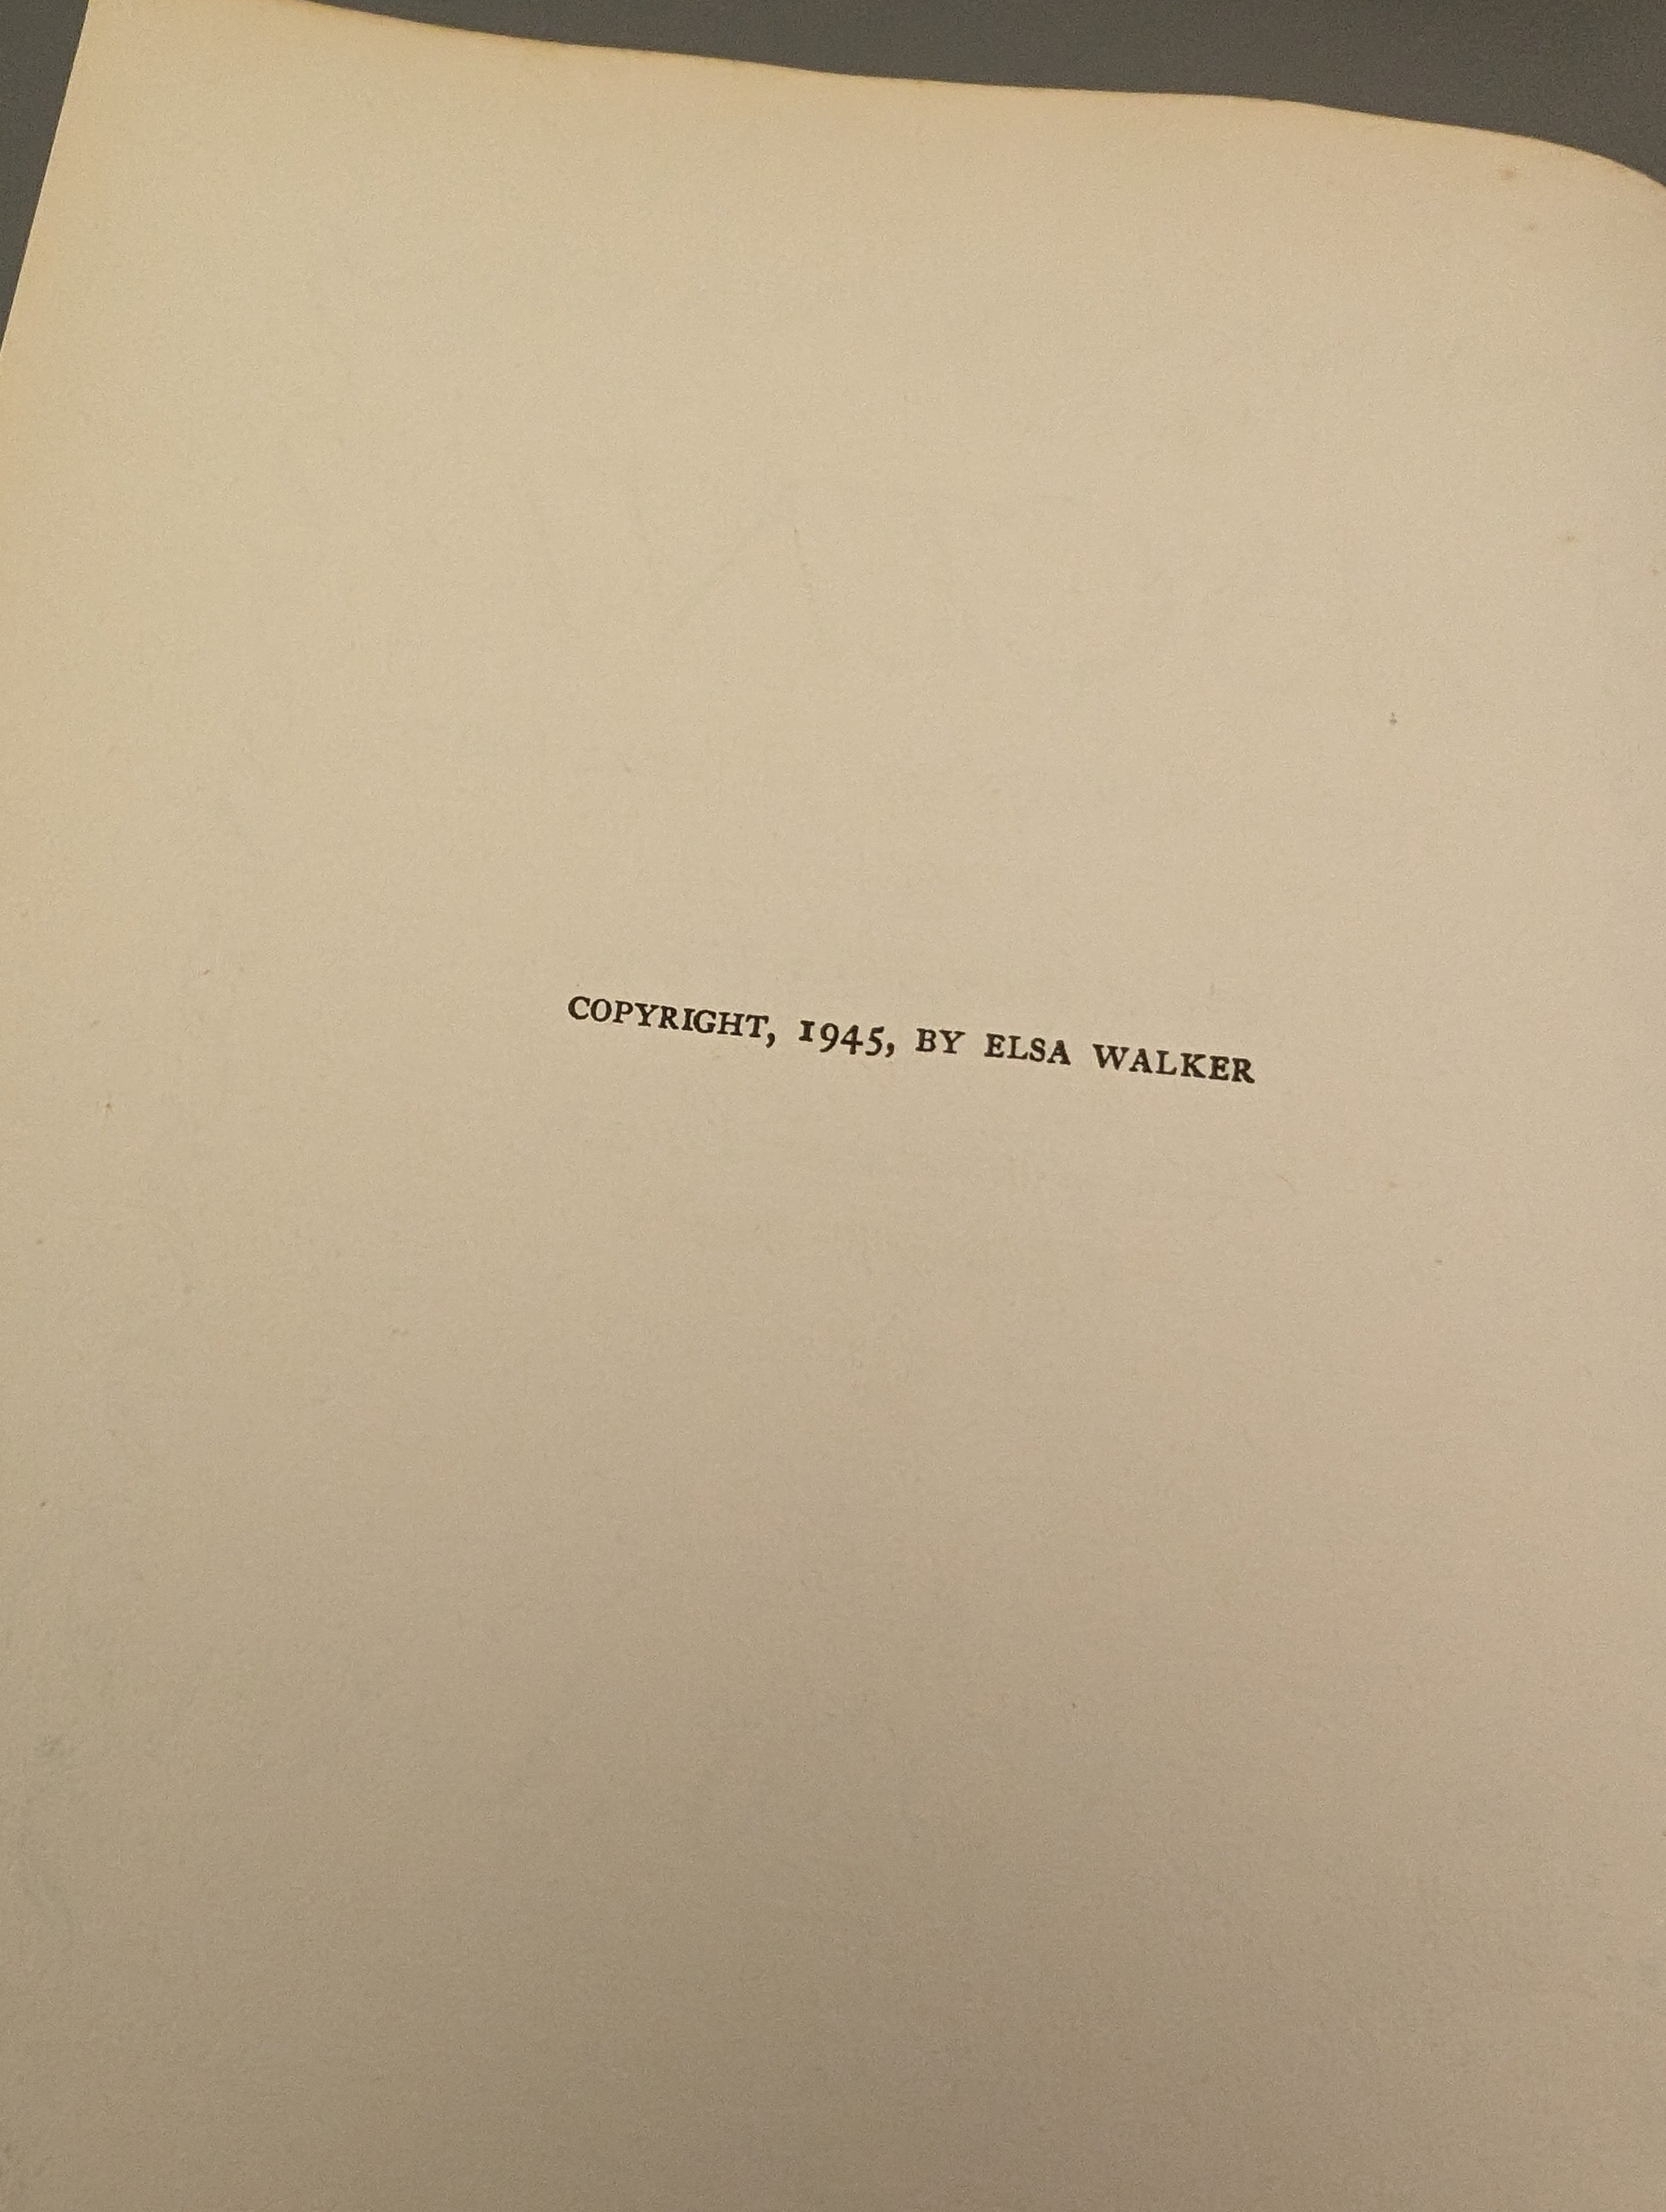 COPYRIGHT, 1945, BY ELSA WALKER